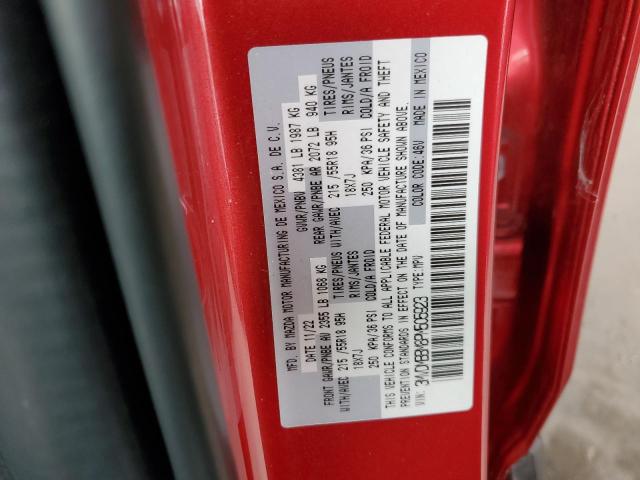 MFD. BY MAZDA MOTOR MANUFACTURING DE MEXICO S.A. DE C.V.
DATE 11/22 GVWR/PNBV 4381 LB 1987 KG
FRONT GAWR/PNBE AV 2355 LB 1068 KG REAR GAWR/PNBE AR 2072 LB 940 KG
WITH/AVEC 215/55R18 95H TIRES/PNEUS WITH/AVEC 215/55R18 95H TIRES/PNEUS
18X7J RIMS/JANTES 18X7J RIMS/JANTES
250 KPA/36 PSI COLD/A FROID 250 KPA/36 PSI COLD/A FROID
THIS VEHICLE CONFORMS TO ALL APPLICABLE FEDERAL MOTOR VEHICLE SAFETY AND THEFT
PREVENTION STANDARDS IN EFFECT ON THE DATE OF MANUFACTURE SHOWN ABOVE.
VIN: TYPE:MPV COLOR CODE:46V MADE IN MEXICO